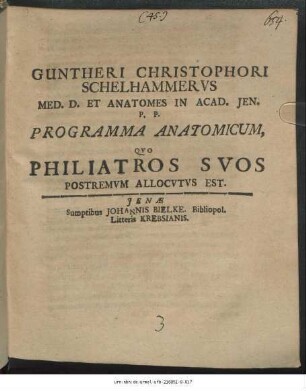 (45.)
654.
GUNTHERI CHRISTOPHORI
SCHELHAMMERVS
MED. D. ET ANATOMES IN ACAD. JEN.
P. P.
PROGRAMMA ANATOMICUM,
QVO
PHILIATROS SVOS
POSTREMVM ALLOCVTVS EST.
JENÆ
Sumptibus JOHANNIS BIELKE. Bibliopol.
Litteris KREBSIANIS.
3